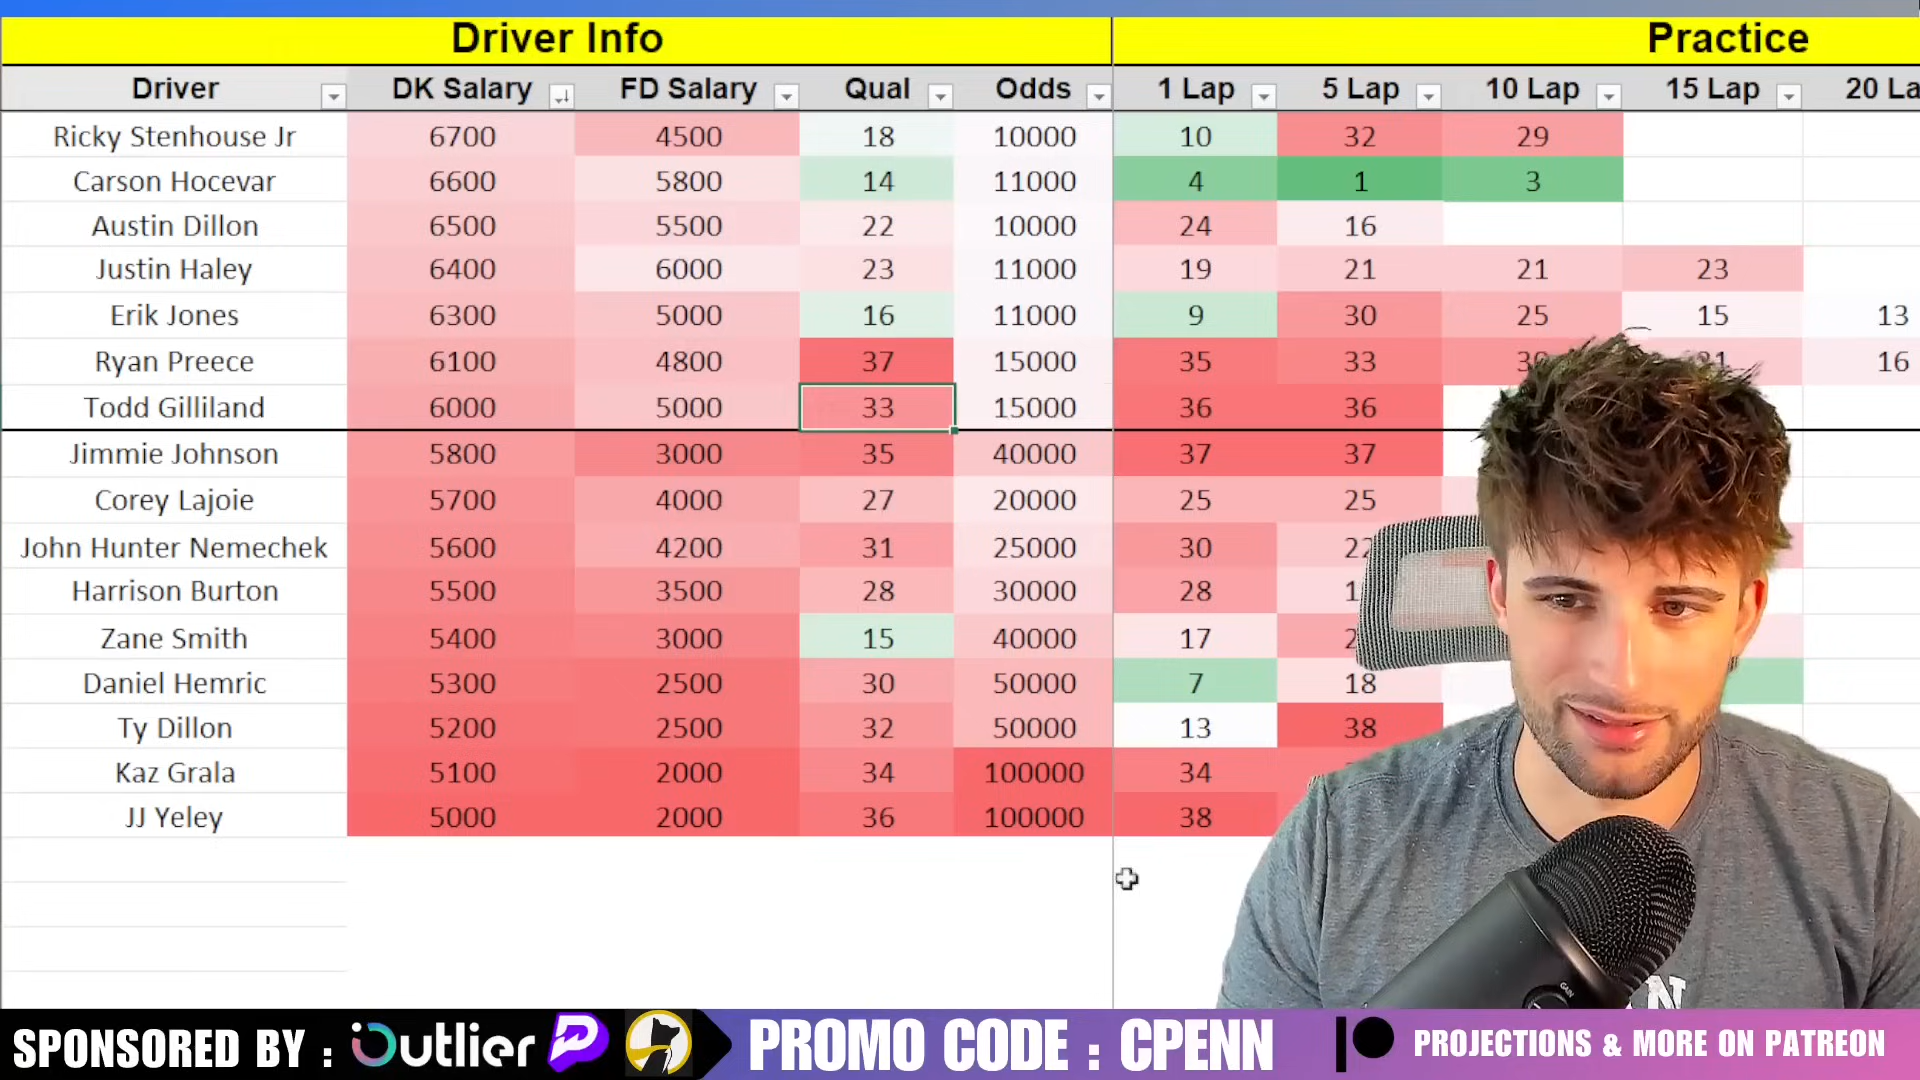 Driver Info Practice
Driver DK Salary FD Salary Qual Odds 1 Lap 5 Lap 10 Lap 15 Lap 20 La
Ricky Stenhouse Jr 6700 4500 18 10000 10 32 29
Carson Hocevar 6600 5800 14 11000 4 1 3
Austin Dillon 6500 5500 22 10000 24 16
Justin Haley 6400 6000 23 11000 19 21 21 23
Erik Jones 6300 5000 16 11000 9 30 25 15 13
Ryan Preece 6100 4800 37 15000 35 33 16
Todd Gilliland 6000 5000 33 15000 36 36
Jimmie Johnson 5800 3000 35 40000 37 37
Corey Lajoie 5700 4000 27 20000 25 25
John Hunter Nemechek 5600 4200 31 25000 30 22
Harrison Burton 5500 3500 28 30000 28 1
Zane Smith 5400 3000 15 40000 17 2
Daniel Hemric 5300 2500 30 50000 7 18
Ty Dillon 5200 2500 32 50000 13 38
Kaz Grala 5100 2000 34 100000 34
JJ Yeley 5000 2000 36 100000 38
GAIN
N
SPONSORED BY : Outlier P PROMO CODE : CPENN PROJECTIONS & MORE ON PATREON